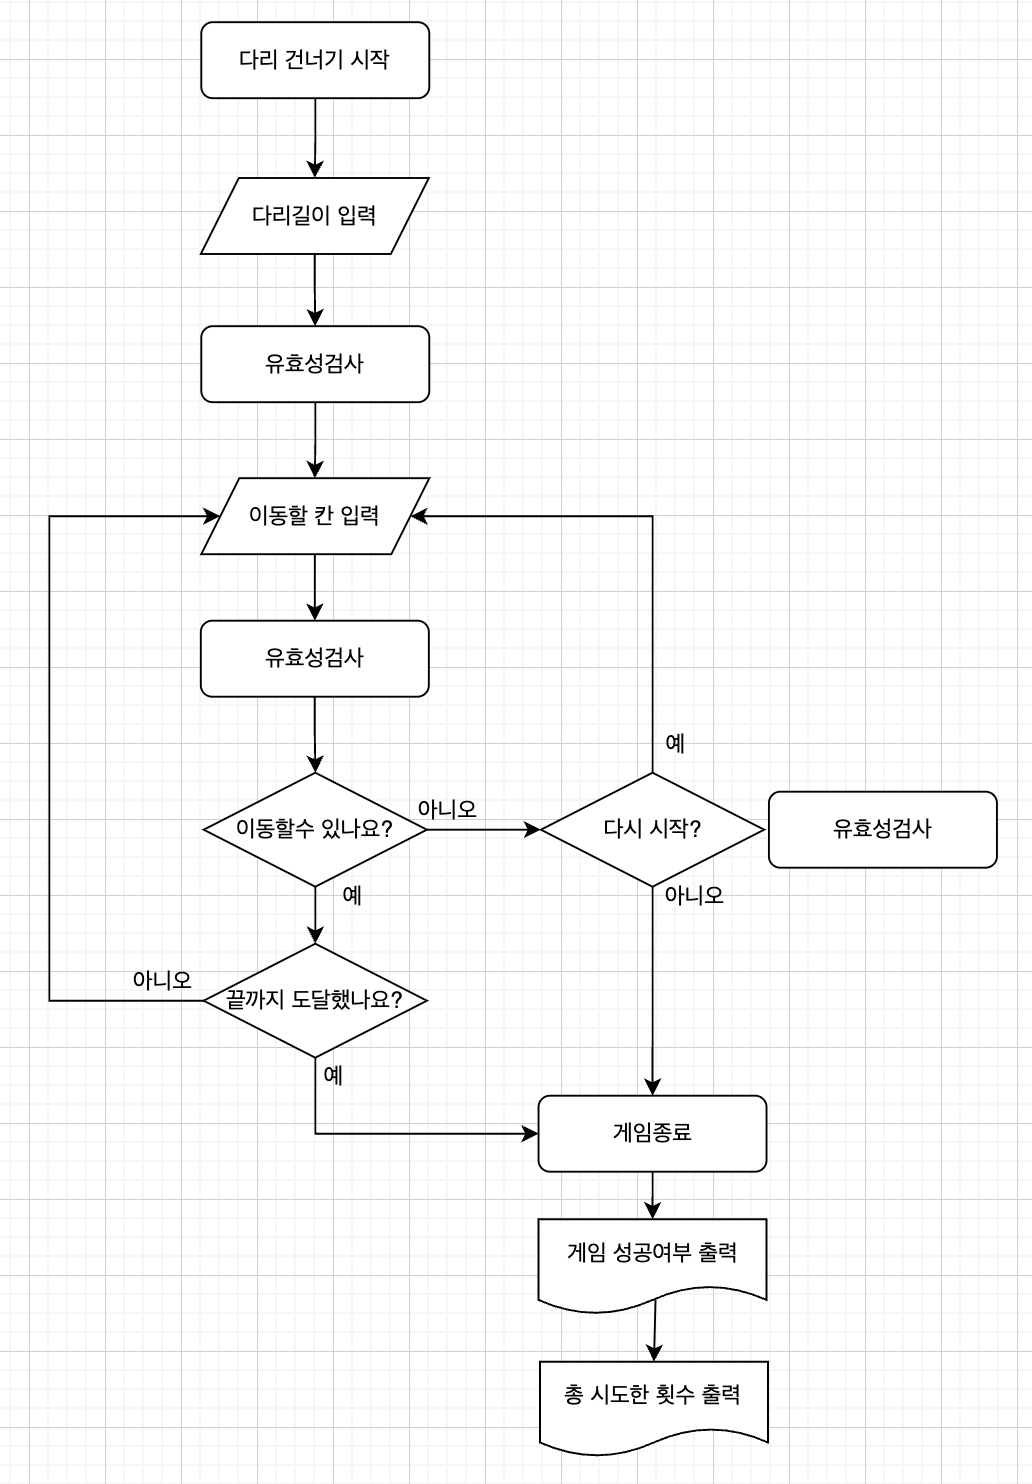 다리 건너기 시작
다리길이 입력
유효성검사
이동할 칸 입력
유효성검사
예
이동할수 있나요?
아니오
다시 시작?
유효성검사
예
아니오
아니오
끝까지 도달했나요?
예
게임종료
게임 성공여부 출력
총 시도한 횟수 출력